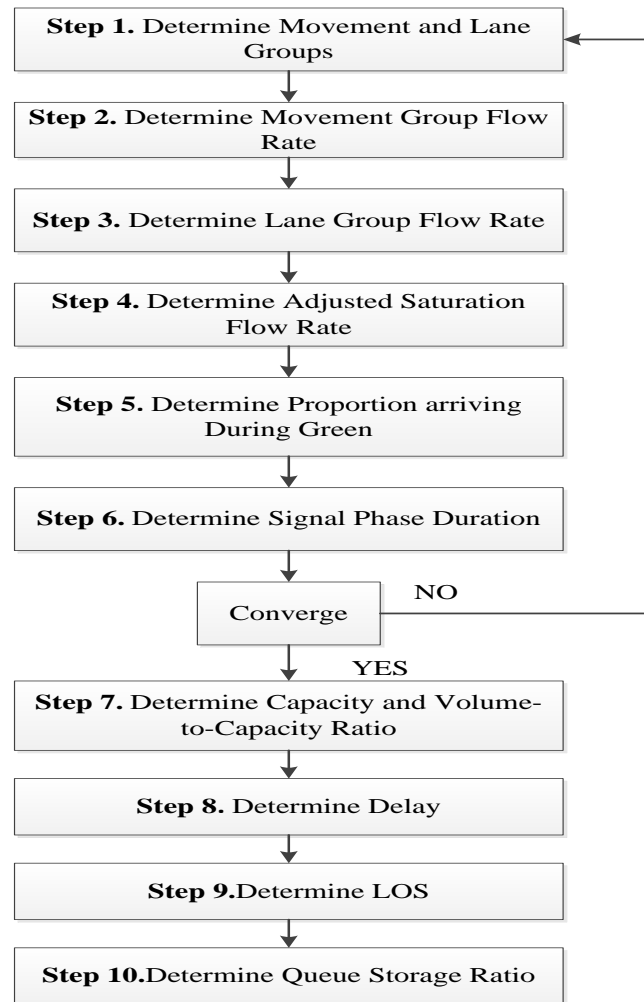 Step 1. Determine Movement and Lane
Groups
Step 2. Determine Movement Group Flow
Rate
Step 3. Determine Lane Group Flow Rate
Step 4. Determine Adjusted Saturation
Flow Rate
Step 5. Determine Proportion arriving
During Green
Step 6. Determine Signal Phase Duration
Converge
NO
YES
Step 7. Determine Capacity and Volume-
to-Capacity Ratio
Step 8. Determine Delay
Step 9.Determine LOS
Step 10.Determine Queue Storage Ratio